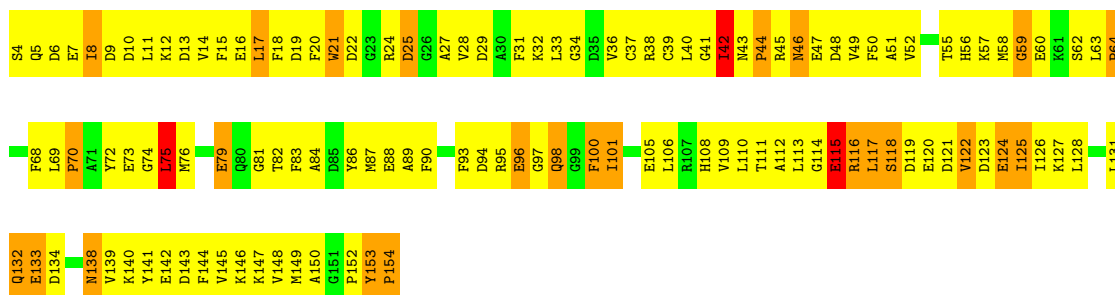 S4 Q5 D6 E7 I8 D9 D10 L11 K12 D13 V14 F15 E16 L17 F18 D19 F20 W21 D22 G23 R24 D25 G26 A27 V28 D29 A30 F31 K32 L33 G34 D35 V36 C37 R38 C39 L40 G41 I42 N43 P44 R45 N46 E47 D48 V49 F50 A51 V52 T55 H56 K57 M58 G59 E60 K61 S62 L63
F68 L69 P70 A71 Y72 E73 G74 L75 M76 E79 Q80 G81 T82 F83 A84 D85 Y86 M87 E88 A89 F90 F93 D94 R95 E96 G97 Q98 G99 F100 I101 E105 L106 R107 H108 V109 L110 T111 A112 L113 G114 E115 R116 L117 S118 D119 E120 D121 V122 D123 E124 I125 I126 K127 L128 L131
Q132 E133 D134 N138 V139 K140 Y141 E142 D143 F144 V145 K146 K147 V148 M149 A150 G151 P152 Y153 P154